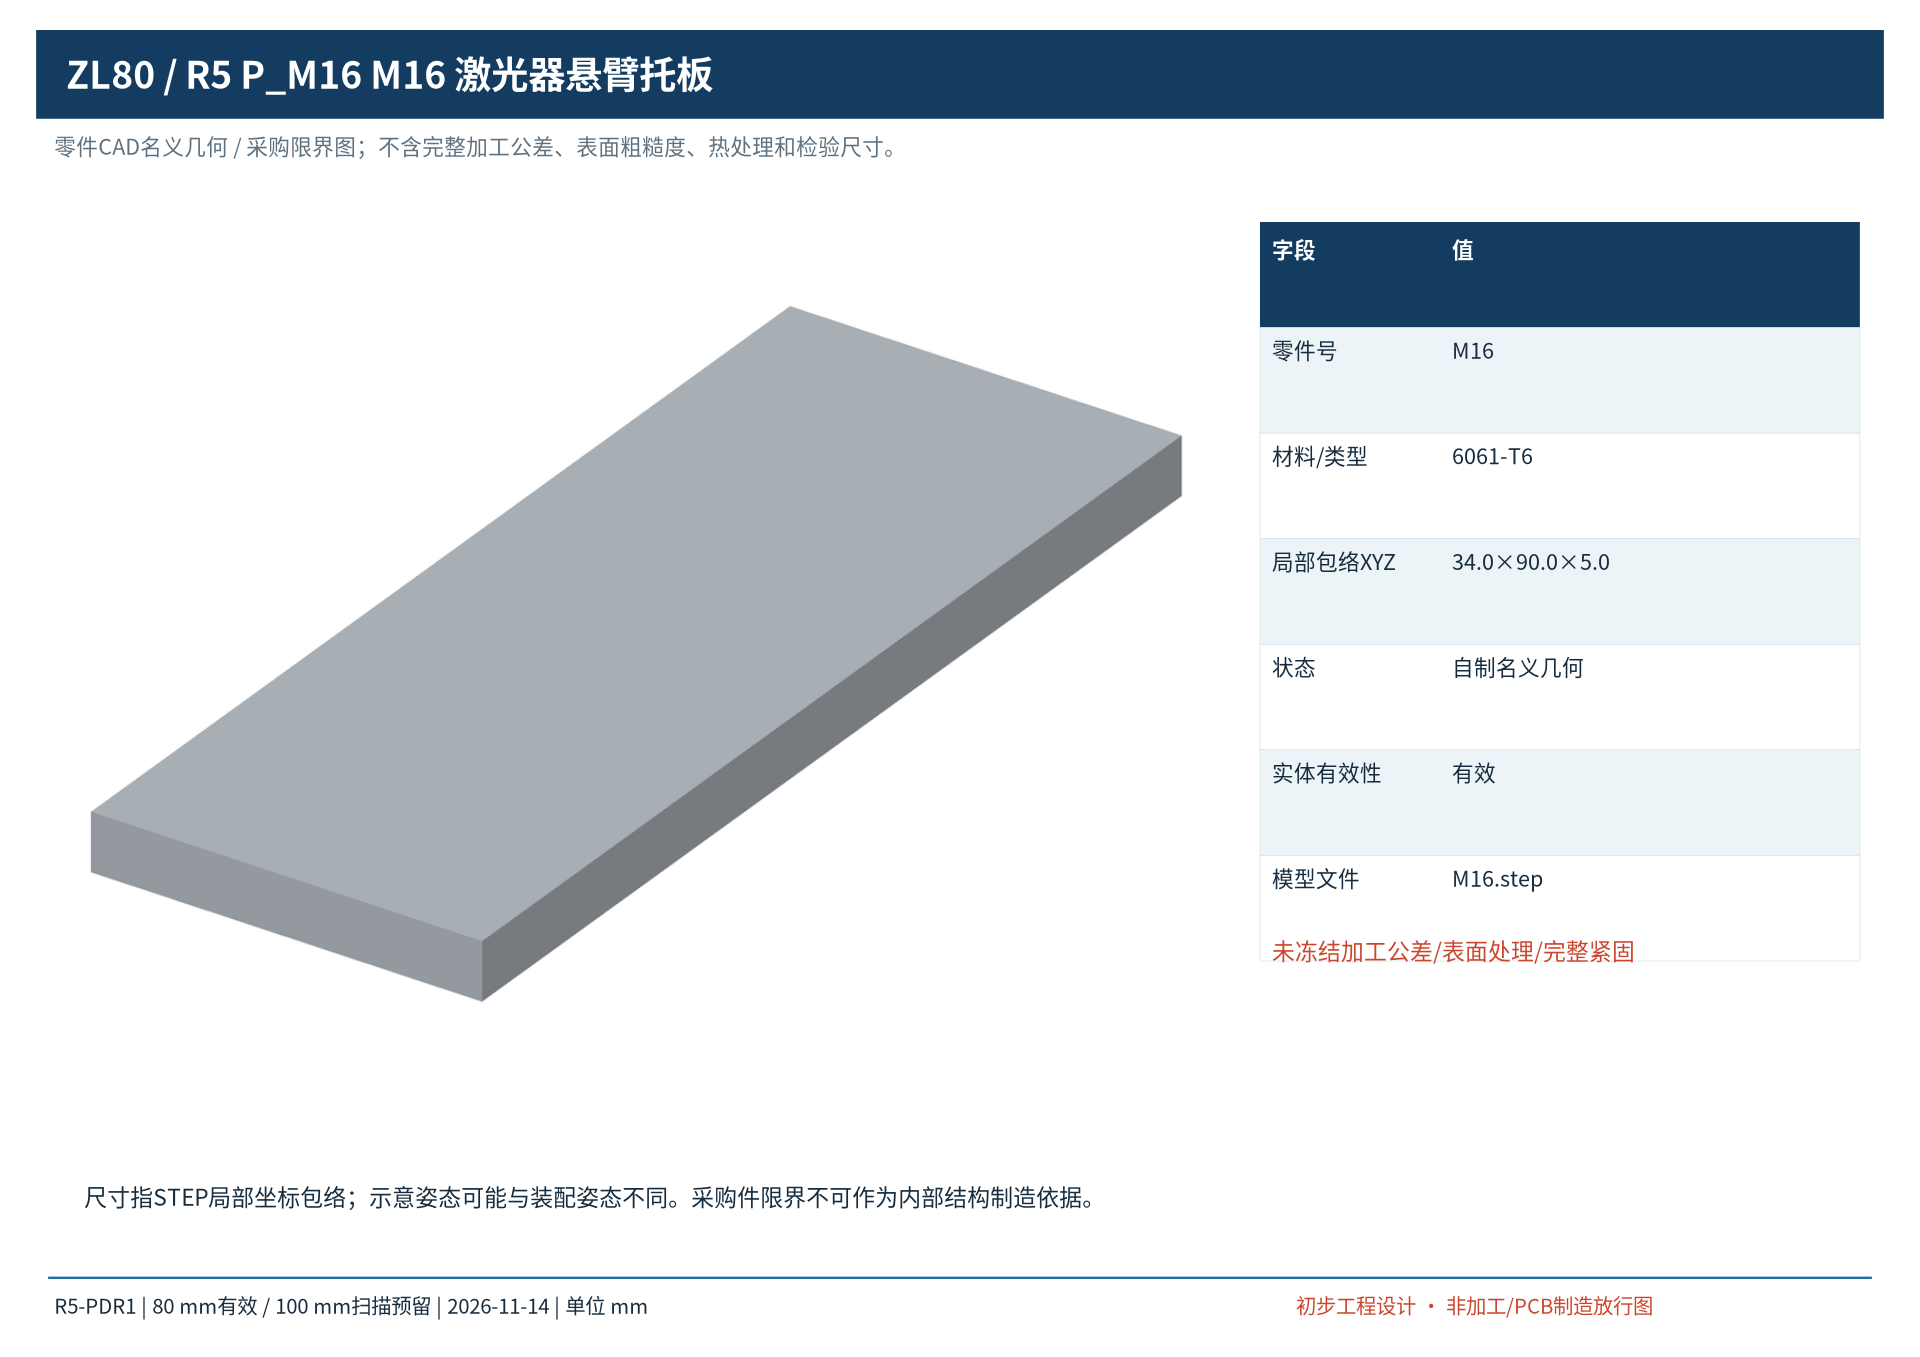 ZL80 / R5 P_M16 M16 激光器悬臂托板
零件CAD名义几何 / 采购限界图；不含完整加工公差、表面粗糙度、热处理和检验尺寸。
字段 值
零件号 M16
材料/类型 6061-T6
局部包络XYZ 34.0×90.0×5.0
状态 自制名义几何
实体有效性 有效
模型文件 M16.step
未冻结加工公差/表面处理/完整紧固
尺寸指STEP局部坐标包络；示意姿态可能与装配姿态不同。采购件限界不可作为内部结构制造依据。
R5-PDR1 | 80 mm有效 / 100 mm扫描预留 | 2026-11-14 | 单位 mm
初步工程设计 · 非加工/PCB制造放行图